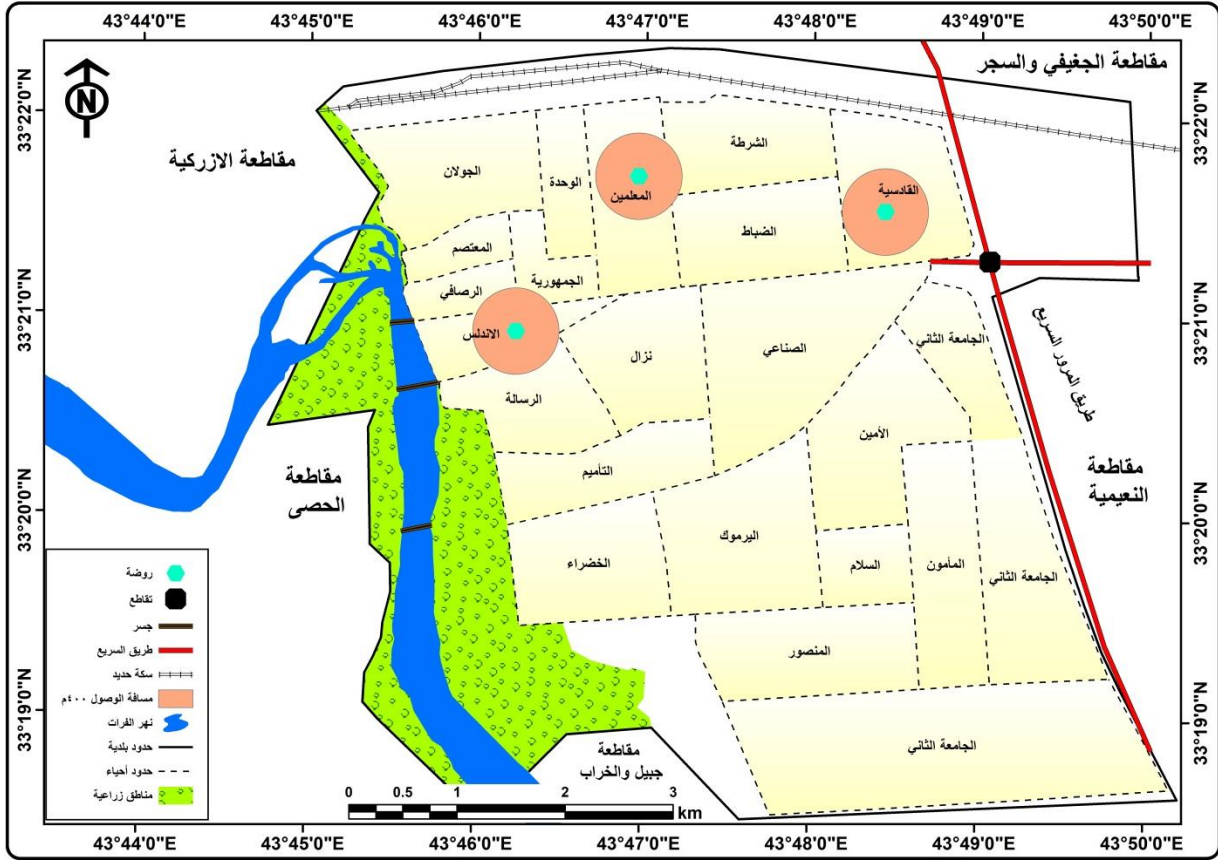 43°44'0"E
43°45'0"E
43°46'0"E
43°47'0"E
43°48'0"E
43°49'0"E
43°50'0"E
مقاطعة الجغيفي والسجر
33°22'0"N
33°22'0"N
N
الشرطة
مقاطعة الازركية
الجولان
الوحدة
المعلمين
القادسية
الضباط
المعتصم
الجمهورية
الرصافي
33°21'0"N
33°21'0"N
الاندلس
الصناعي
نزال
الجامعة الثاني
طريق المرور السريع
الرسالة
الأمين
مقاطعة
النعيمية
مقاطعة
الحصى
التأميم
33°20'0"N
33°20'0"N
اليرموك
الخضراء
السلام
المأمون
الجامعة الثاني
المنصور
روضة
تقاطع
جسر
طريق السريع
سكة حديد
مسافة الوصول ٤٠٠م
نهر الفرات
حدود بلدية
حدود أحياء
مناطق زراعية
33°19'0"N
33°19'0"N
الجامعة الثاني
مقاطعة
جبيل والخراب
0 0.5 1 2 3
km
43°44'0"E
43°45'0"E
43°46'0"E
43°47'0"E
43°48'0"E
43°49'0"E
43°50'0"E